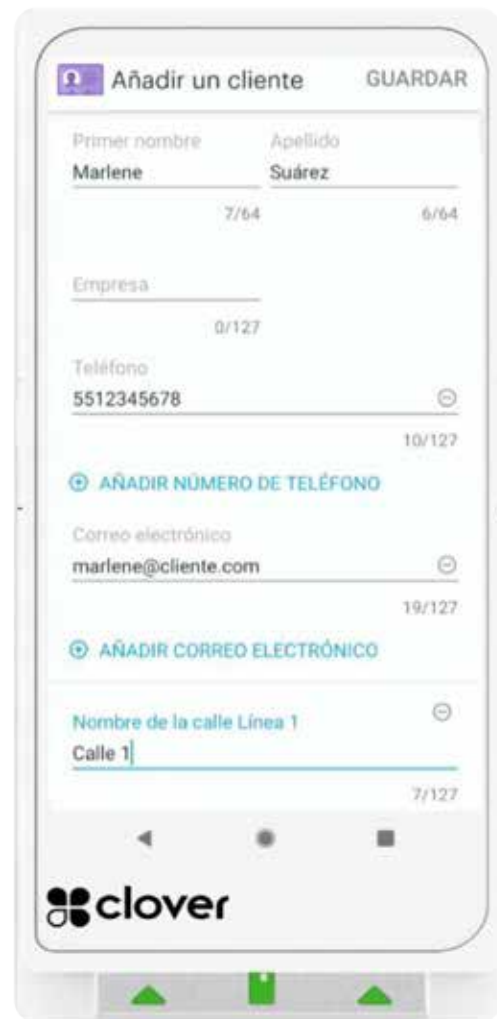 Añadir un cliente GUARDAR
Primer nombre Apellido
Marlene Suárez
7/64 6/64
Empresa
0/127
Teléfono
5512345678
10/127
AÑADIR NÚMERO DE TELÉFONO
Correo electrónico
marlene@cliente.com
19/127
AÑADIR CORREO ELECTRÓNICO
Nombre de la calle Línea 1
Calle 1
7/127
clover